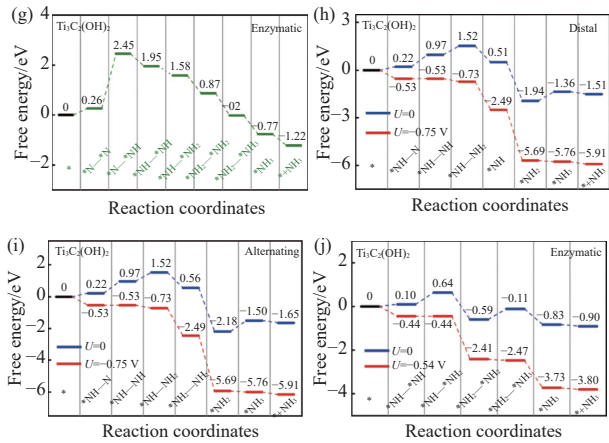 (g)
Ti₃C₂(OH)₂
Enzymatic
Free energy/eV
4
2
0
−2
0
0.26
2.45
1.95
1.58
0.87
−02
−0.77
−1.22
*
*N—*N
*N—*NH
*NH—*NH
*NH—*NH₂
*NH₂—*NH₂
*NH₂—*NH₃
*NH₃
*+NH₃
Reaction coordinates
(h)
Ti₃C₂(OH)₂
Distal
Free energy/eV
6
3
0
−3
−6
0
0.22
0.97
1.52
0.51
−1.94
−1.36
−1.51
−0.53
−0.53
−0.73
−2.49
−5.69
−5.76
−5.91
U=0
U=−0.75 V
*
*NH—N
*NH—NH
*NH—NH₂
*NH
*NH₂
*NH₃
*+NH₃
Reaction coordinates
(i)
Ti₃C₂(OH)₂
Alternating
Free energy/eV
2
0
−2
−4
−6
0
0.22
0.97
1.52
0.56
−2.18
−1.50
−1.65
−0.53
−0.53
−0.73
−2.49
−5.69
−5.76
−5.91
U=0
U=−0.75 V
*
*NH—N
*NH—NH
*NH—NH₂
*NH₂
*NH₃
*+NH₃
Reaction coordinates
(j)
Ti₃C₂(OH)₂
Enzymatic
Free energy/eV
2
0
−2
−4
0
0.10
0.64
−0.59
−0.11
−0.83
−0.90
−0.44
−0.44
−2.41
−2.47
−3.73
−3.80
U=0
U=−0.54 V
*
*NH—*NH
*NH—*NH₂
*NH₂—*NH₂
*NH₂—*NH₃
*NH₃
*+NH₃
Reaction coordinates